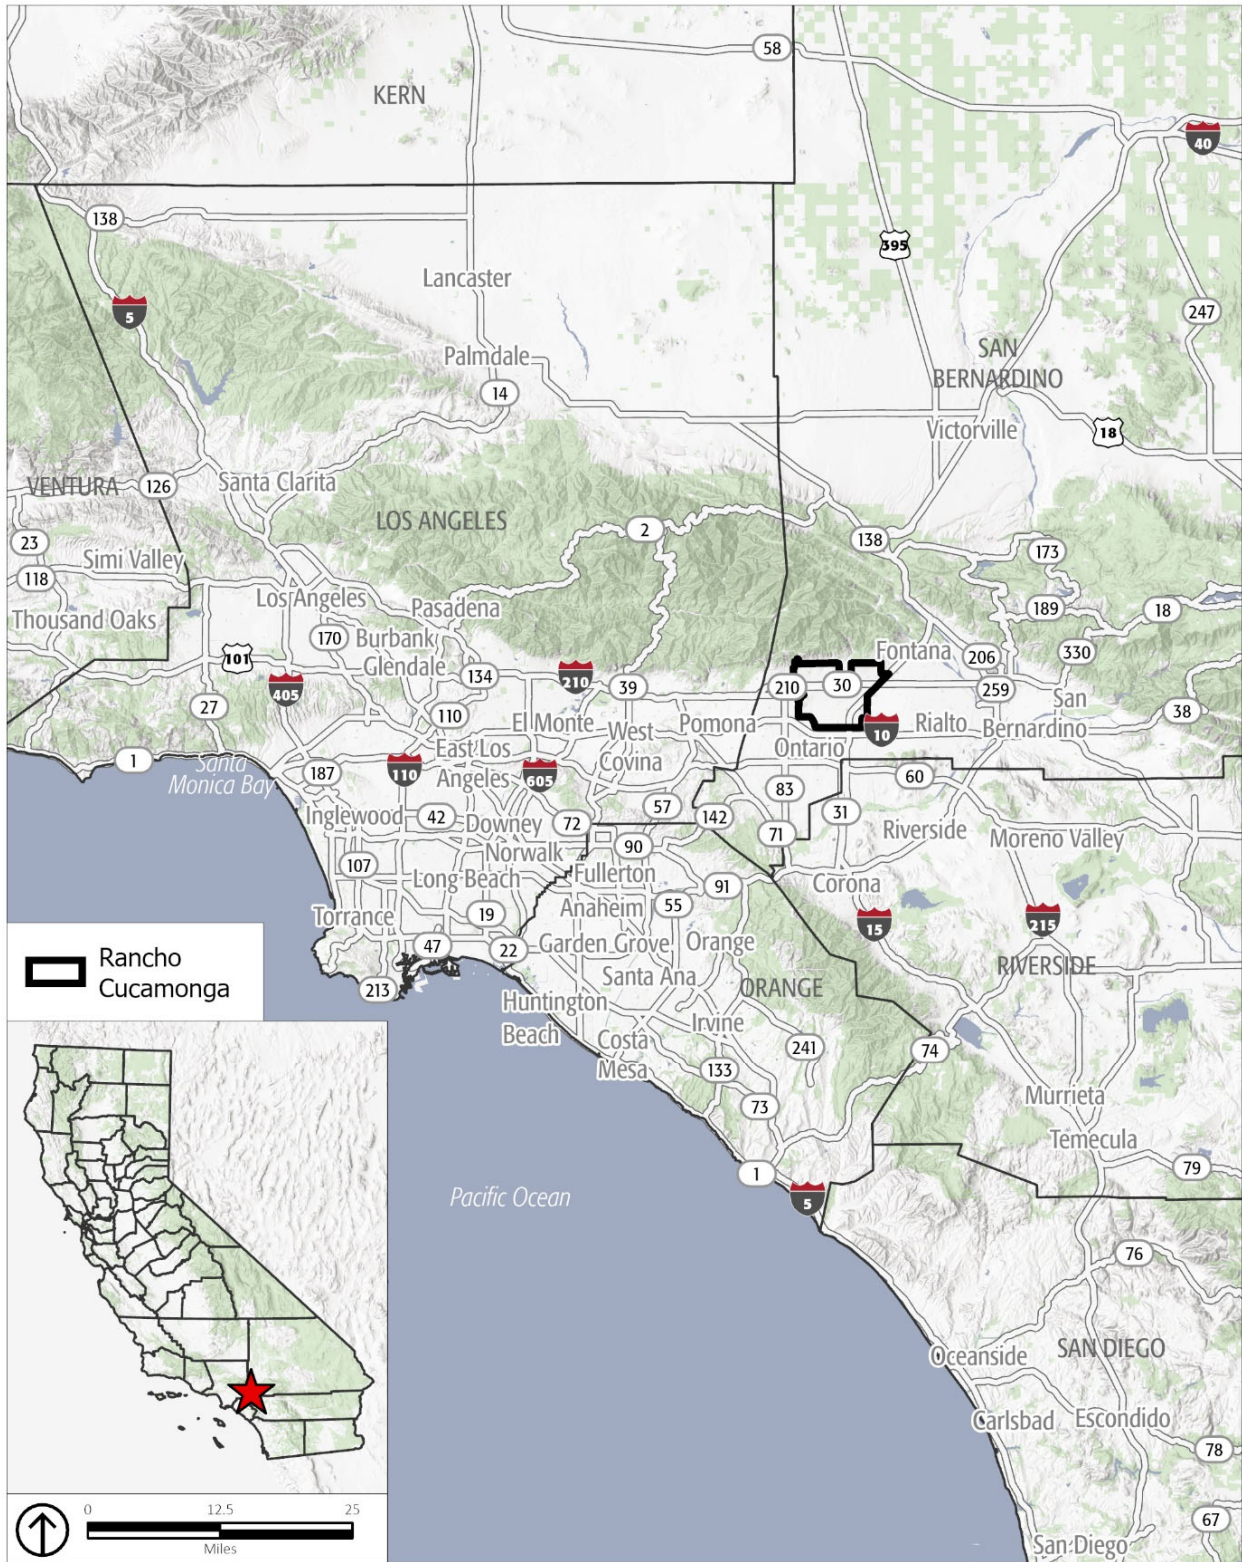 58
KERN
40
138
395
Lancaster
5
247
Palmdale
SAN
BERNARDINO
14
Victorville
18
Santa Clarita
VENTURA
126
LOS ANGELES
2
23
138
173
Simi Valley
118
Los Angeles
Pasadena
189
18
Thousand Oaks
170
Burbank
Glendale
Fontana
206
330
101
134
210
39
210
30
405
259
San
Bernardino
27
110
El Monte
West
Covina
Pomona
10
Rialto
38
1
Santa
Monica Bay
187
110
East Los
Angeles
605
Ontario
60
83
Inglewood
42
Downey
72
57
142
31
71
Riverside
Moreno Valley
107
Norwalk
90
Fullerton
Long Beach
91
Corona
Torrance
19
Anaheim
55
15
215
47
22
Garden Grove
Orange
Rancho
Cucamonga
213
Santa Ana
ORANGE
RIVERSIDE
Huntington
Beach
Costa
Mesa
Irvine
241
74
133
Murrieta
73
Temecula
1
79
Pacific Ocean
5
76
Oceanside
SAN DIEGO
Carlsbad
Escondido
78
0
12.5
25
Miles
67
San Diego